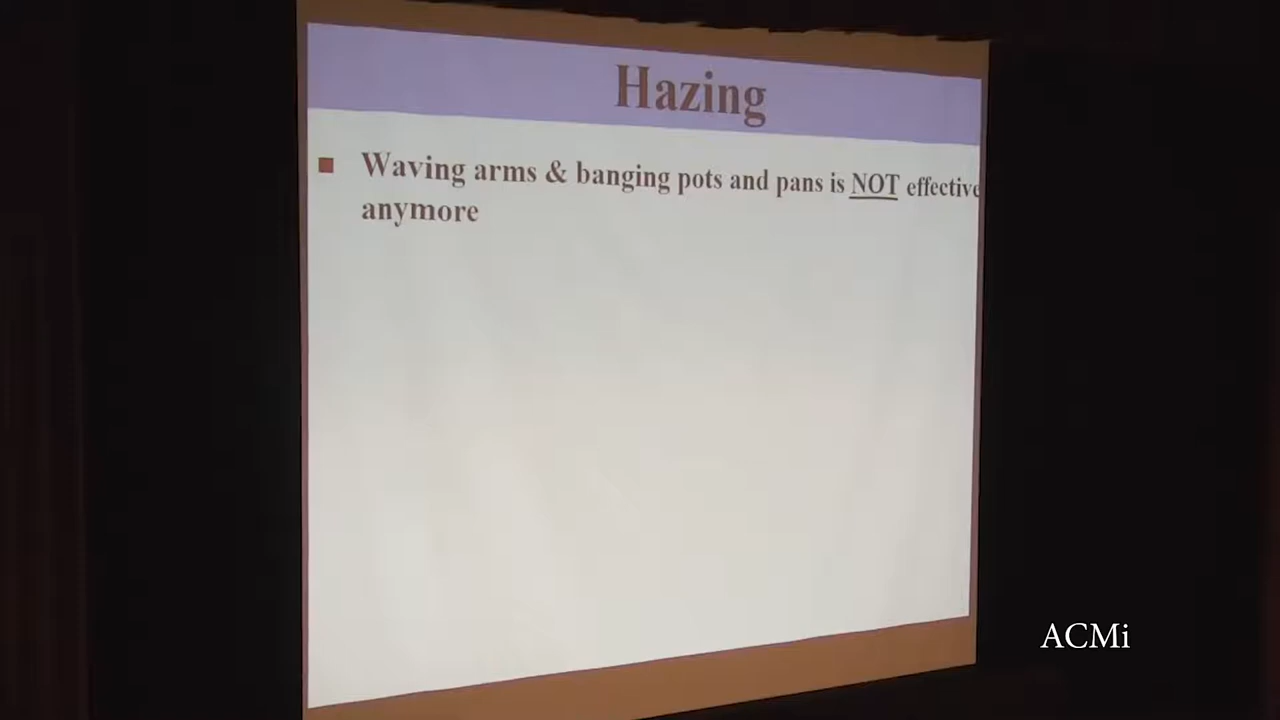 Hazing
Waving arms & banging pots and pans is NOT effective
anymore
ACMi